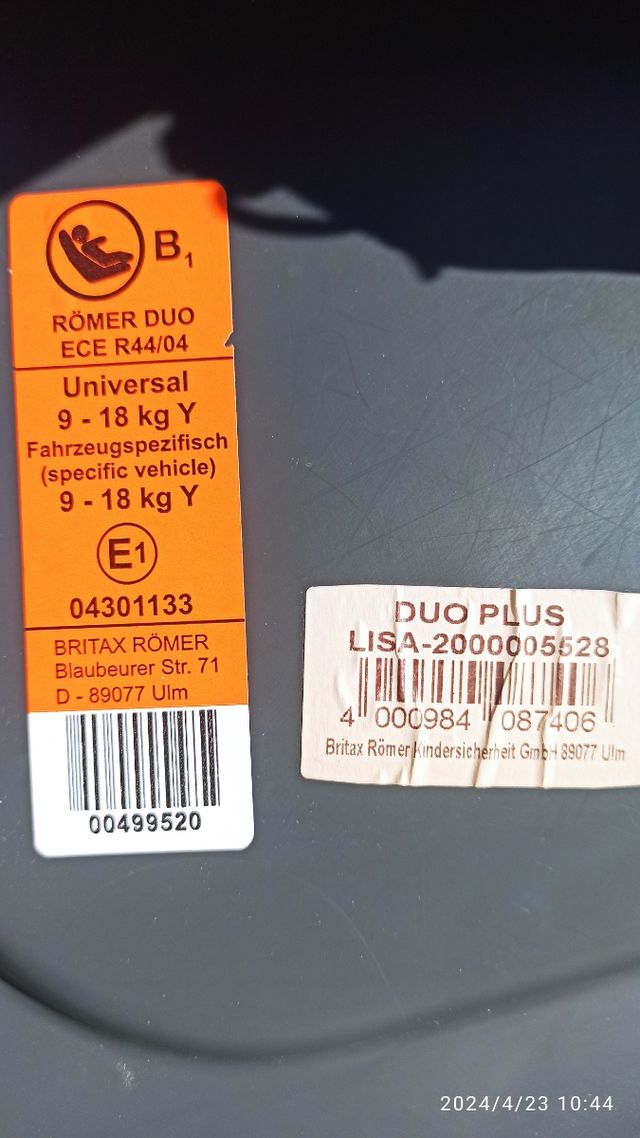 B1
RÖMER DUO
ECE R44/04
Universal
9 - 18 kg Y
Fahrzeugspezifisch
(specific vehicle)
9 - 18 kg Y
E1
04301133
BRITAX RÖMER
Blaubeurer Str. 71
D - 89077 Ulm
00499520
DUO PLUS
LISA-2000005528
4 000984 087406
Britax Römer Kindersicherheit GmbH 89077 Ulm
2024/4/23 10:44